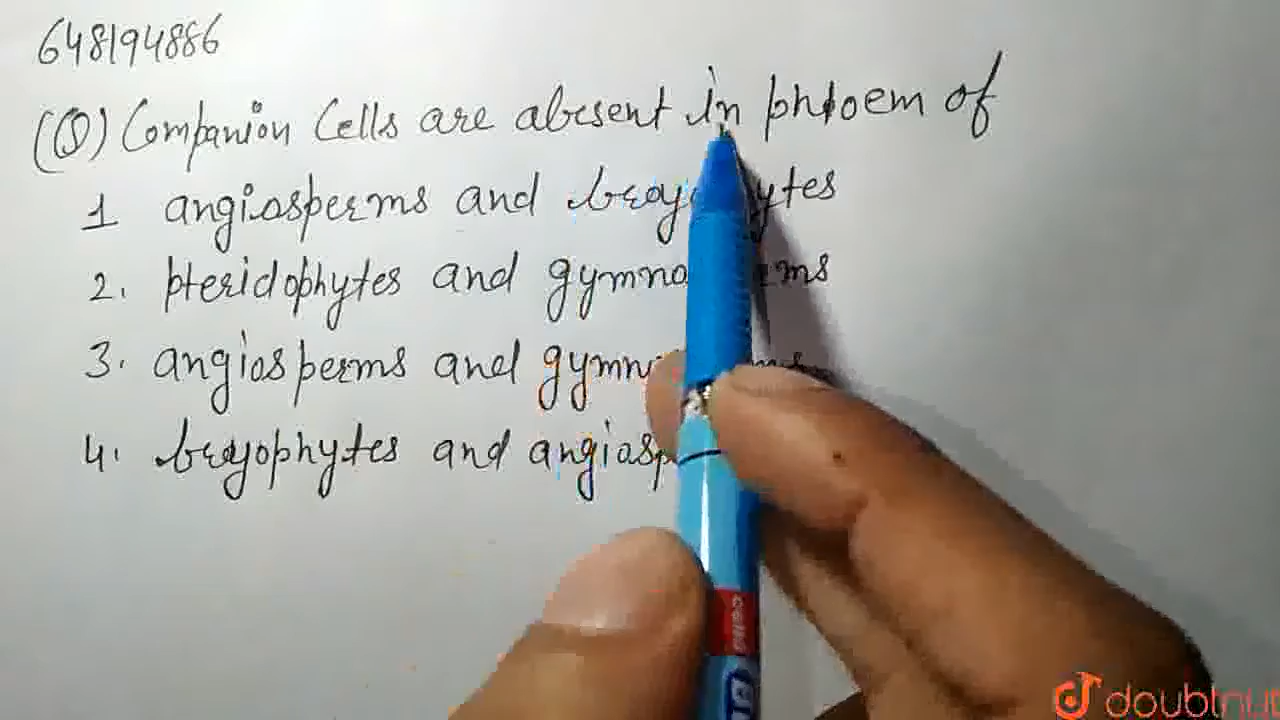 648194886
(Q) Companion Cells are abesent in phloem of
1 angiosperms and
2. pteridophytes and
3. angiosperms and
4. bryophytes and
doubtnut